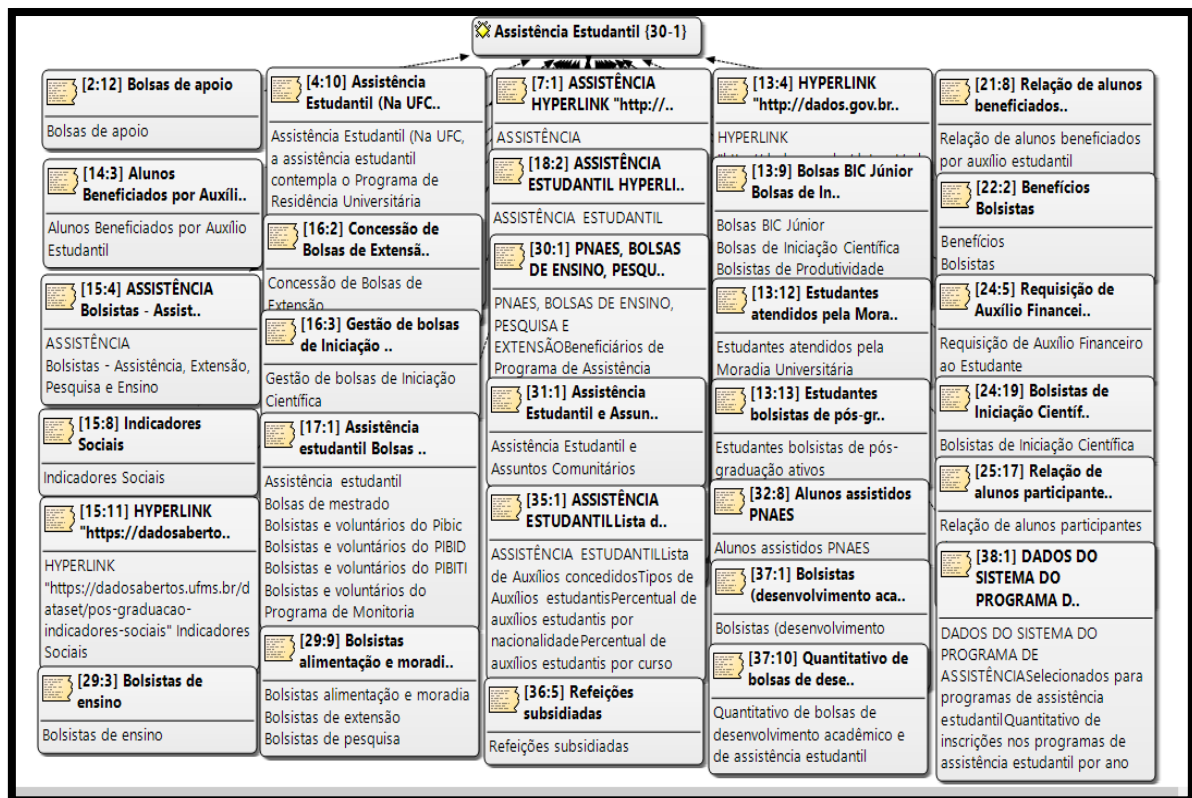 Assistência Estudantil {30-1}
[2:12] Bolsas de apoio
Bolsas de apoio
[14:3] Alunos
Beneficiados por Auxíli..
Alunos Beneficiados por Auxílio
Estudantil
[15:4] ASSISTÊNCIA
Bolsistas - Assist..
ASSISTÊNCIA
Bolsistas - Assistência, Extensão,
Pesquisa e Ensino
[15:8] Indicadores
Sociais
Indicadores Sociais
[15:11] HYPERLINK
"https://dadosaberto..
HYPERLINK
"https://dadosabertos.ufms.br/d
ataset/pos-graduacao-
indicadores-sociais" Indicadores
Sociais
[29:3] Bolsistas de
ensino
Bolsistas de ensino
[4:10] Assistência
Estudantil (Na UFC..
Assistência Estudantil (Na UFC,
a assistência estudantil
contempla o Programa de
Residência Universitária
[16:2] Concessão de
Bolsas de Extensã..
Concessão de Bolsas de
Extensão
[16:3] Gestão de bolsas
de Iniciação ..
Gestão de bolsas de Iniciação
Científica
[17:1] Assistência
estudantil Bolsas ..
Assistência estudantil
Bolsas de mestrado
Bolsistas e voluntários do Pibic
Bolsistas e voluntários do PIBID
Bolsistas e voluntários do PIBITI
Bolsistas e voluntários do
Programa de Monitoria
[29:9] Bolsistas
alimentação e moradi..
Bolsistas alimentação e moradia
Bolsistas de extensão
Bolsistas de pesquisa
[7:1] ASSISTÊNCIA
HYPERLINK "http://..
ASSISTÊNCIA
[18:2] ASSISTÊNCIA
ESTUDANTIL HYPERLI..
ASSISTÊNCIA ESTUDANTIL
[30:1] PNAES, BOLSAS
DE ENSINO, PESQU..
PNAES, BOLSAS DE ENSINO,
PESQUISA E
EXTENSÃOBeneficiários de
Programa de Assistência
[31:1] Assistência
Estudantil e Assun..
Assistência Estudantil e
Assuntos Comunitários
[35:1] ASSISTÊNCIA
ESTUDANTILLista d..
ASSISTÊNCIA ESTUDANTILLista
de Auxílios concedidosTipos de
Auxílios estudantisPercentual de
auxílios estudantis por
nacionalidadePercentual de
auxílios estudantis por curso
[36:5] Refeições
subsidiadas
Refeições subsidiadas
[13:4] HYPERLINK
"http://dados.gov.br..
HYPERLINK
[13:9] Bolsas BIC Júnior
Bolsas de In..
Bolsas BIC Júnior
Bolsas de Iniciação Científica
Bolsistas de Produtividade
[13:12] Estudantes
atendidos pela Mora..
Estudantes atendidos pela
Moradia Universitária
[13:13] Estudantes
bolsistas de pós-gr..
Estudantes bolsistas de pós-
graduação ativos
[32:8] Alunos assistidos
PNAES
Alunos assistidos PNAES
[37:1] Bolsistas
(desenvolvimento aca..
Bolsistas (desenvolvimento
[37:10] Quantitativo de
bolsas de dese..
Quantitativo de bolsas de
desenvolvimento acadêmico e
de assistência estudantil
[21:8] Relação de alunos
beneficiados..
Relação de alunos beneficiados
por auxílio estudantil
[22:2] Benefícios
Bolsistas
Benefícios
Bolsistas
[24:5] Requisição de
Auxílio Financei..
Requisição de Auxílio Financeiro
ao Estudante
[24:19] Bolsistas de
Iniciação Científ..
Bolsistas de Iniciação Científica
[25:17] Relação de
alunos participante..
Relação de alunos participantes
[38:1] DADOS DO
SISTEMA DO
PROGRAMA D..
DADOS DO SISTEMA DO
PROGRAMA DE
ASSISTÊNCIASelecionados para
programas de assistência
estudantilQuantitativo de
inscrições nos programas de
assistência estudantil por ano